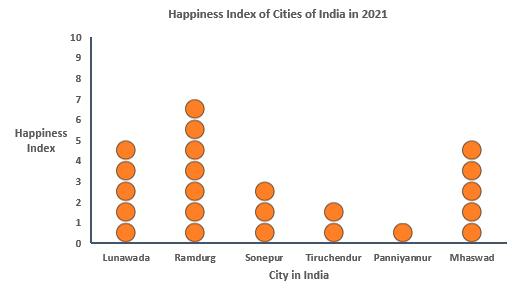 Happiness Index of Cities of India in 2021
10
9
8
7
6
5
4
3
2
1
0
Happiness
Index
Lunawada Ramdurg Sonepur Tiruchendur Panniyannur Mhaswad
City in India